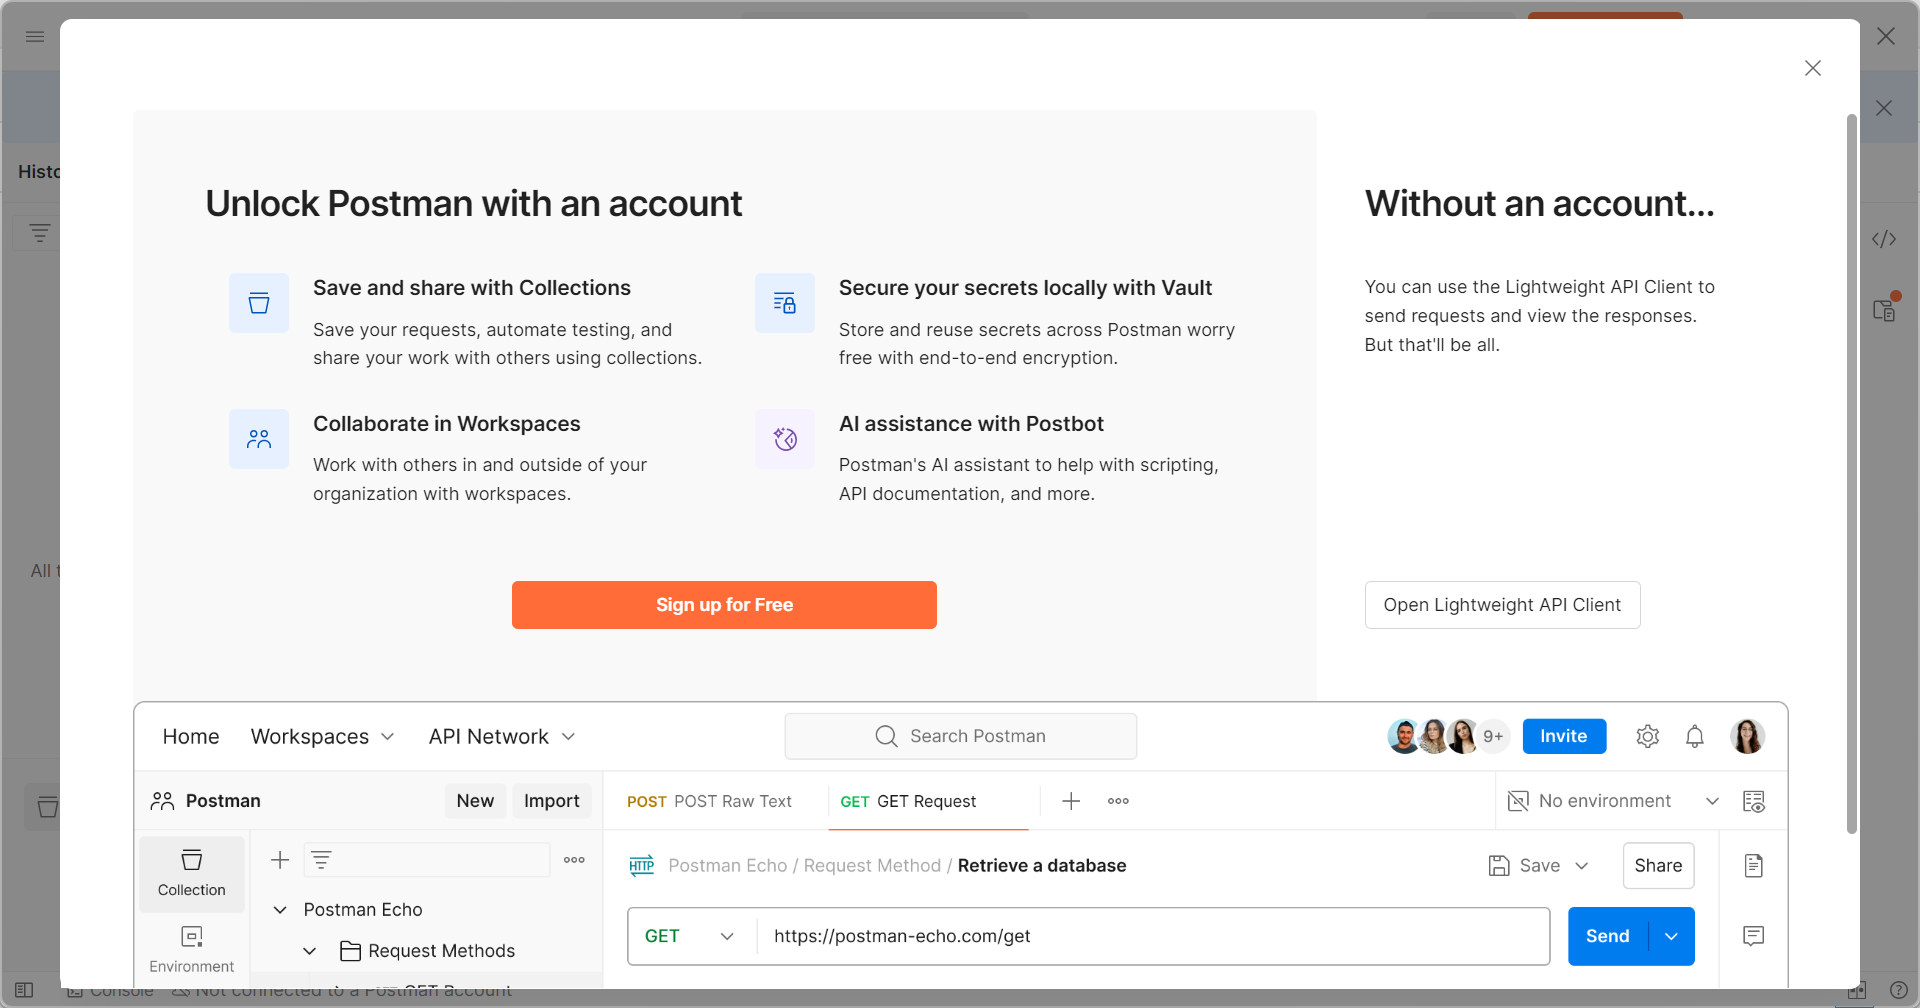 Histo
All t
Unlock Postman with an account
Save and share with Collections
Save your requests, automate testing, and
share your work with others using collections.
Secure your secrets locally with Vault
Store and reuse secrets across Postman worry
free with end-to-end encryption.
Collaborate in Workspaces
Work with others in and outside of your
organization with workspaces.
AI assistance with Postbot
Postman's AI assistant to help with scripting,
API documentation, and more.
Sign up for Free
Without an account...
You can use the Lightweight API Client to
send requests and view the responses.
But that'll be all.
Open Lightweight API Client
Home Workspaces API Network Search Postman 9+ Invite
Postman New Import POST POST Raw Text GET GET Request No environment
Collection
Environment
Postman Echo
Request Methods
HTTP Postman Echo / Request Method / Retrieve a database Save Share
GET https://postman-echo.com/get Send
GET Request
Console Not connected to a Postman account